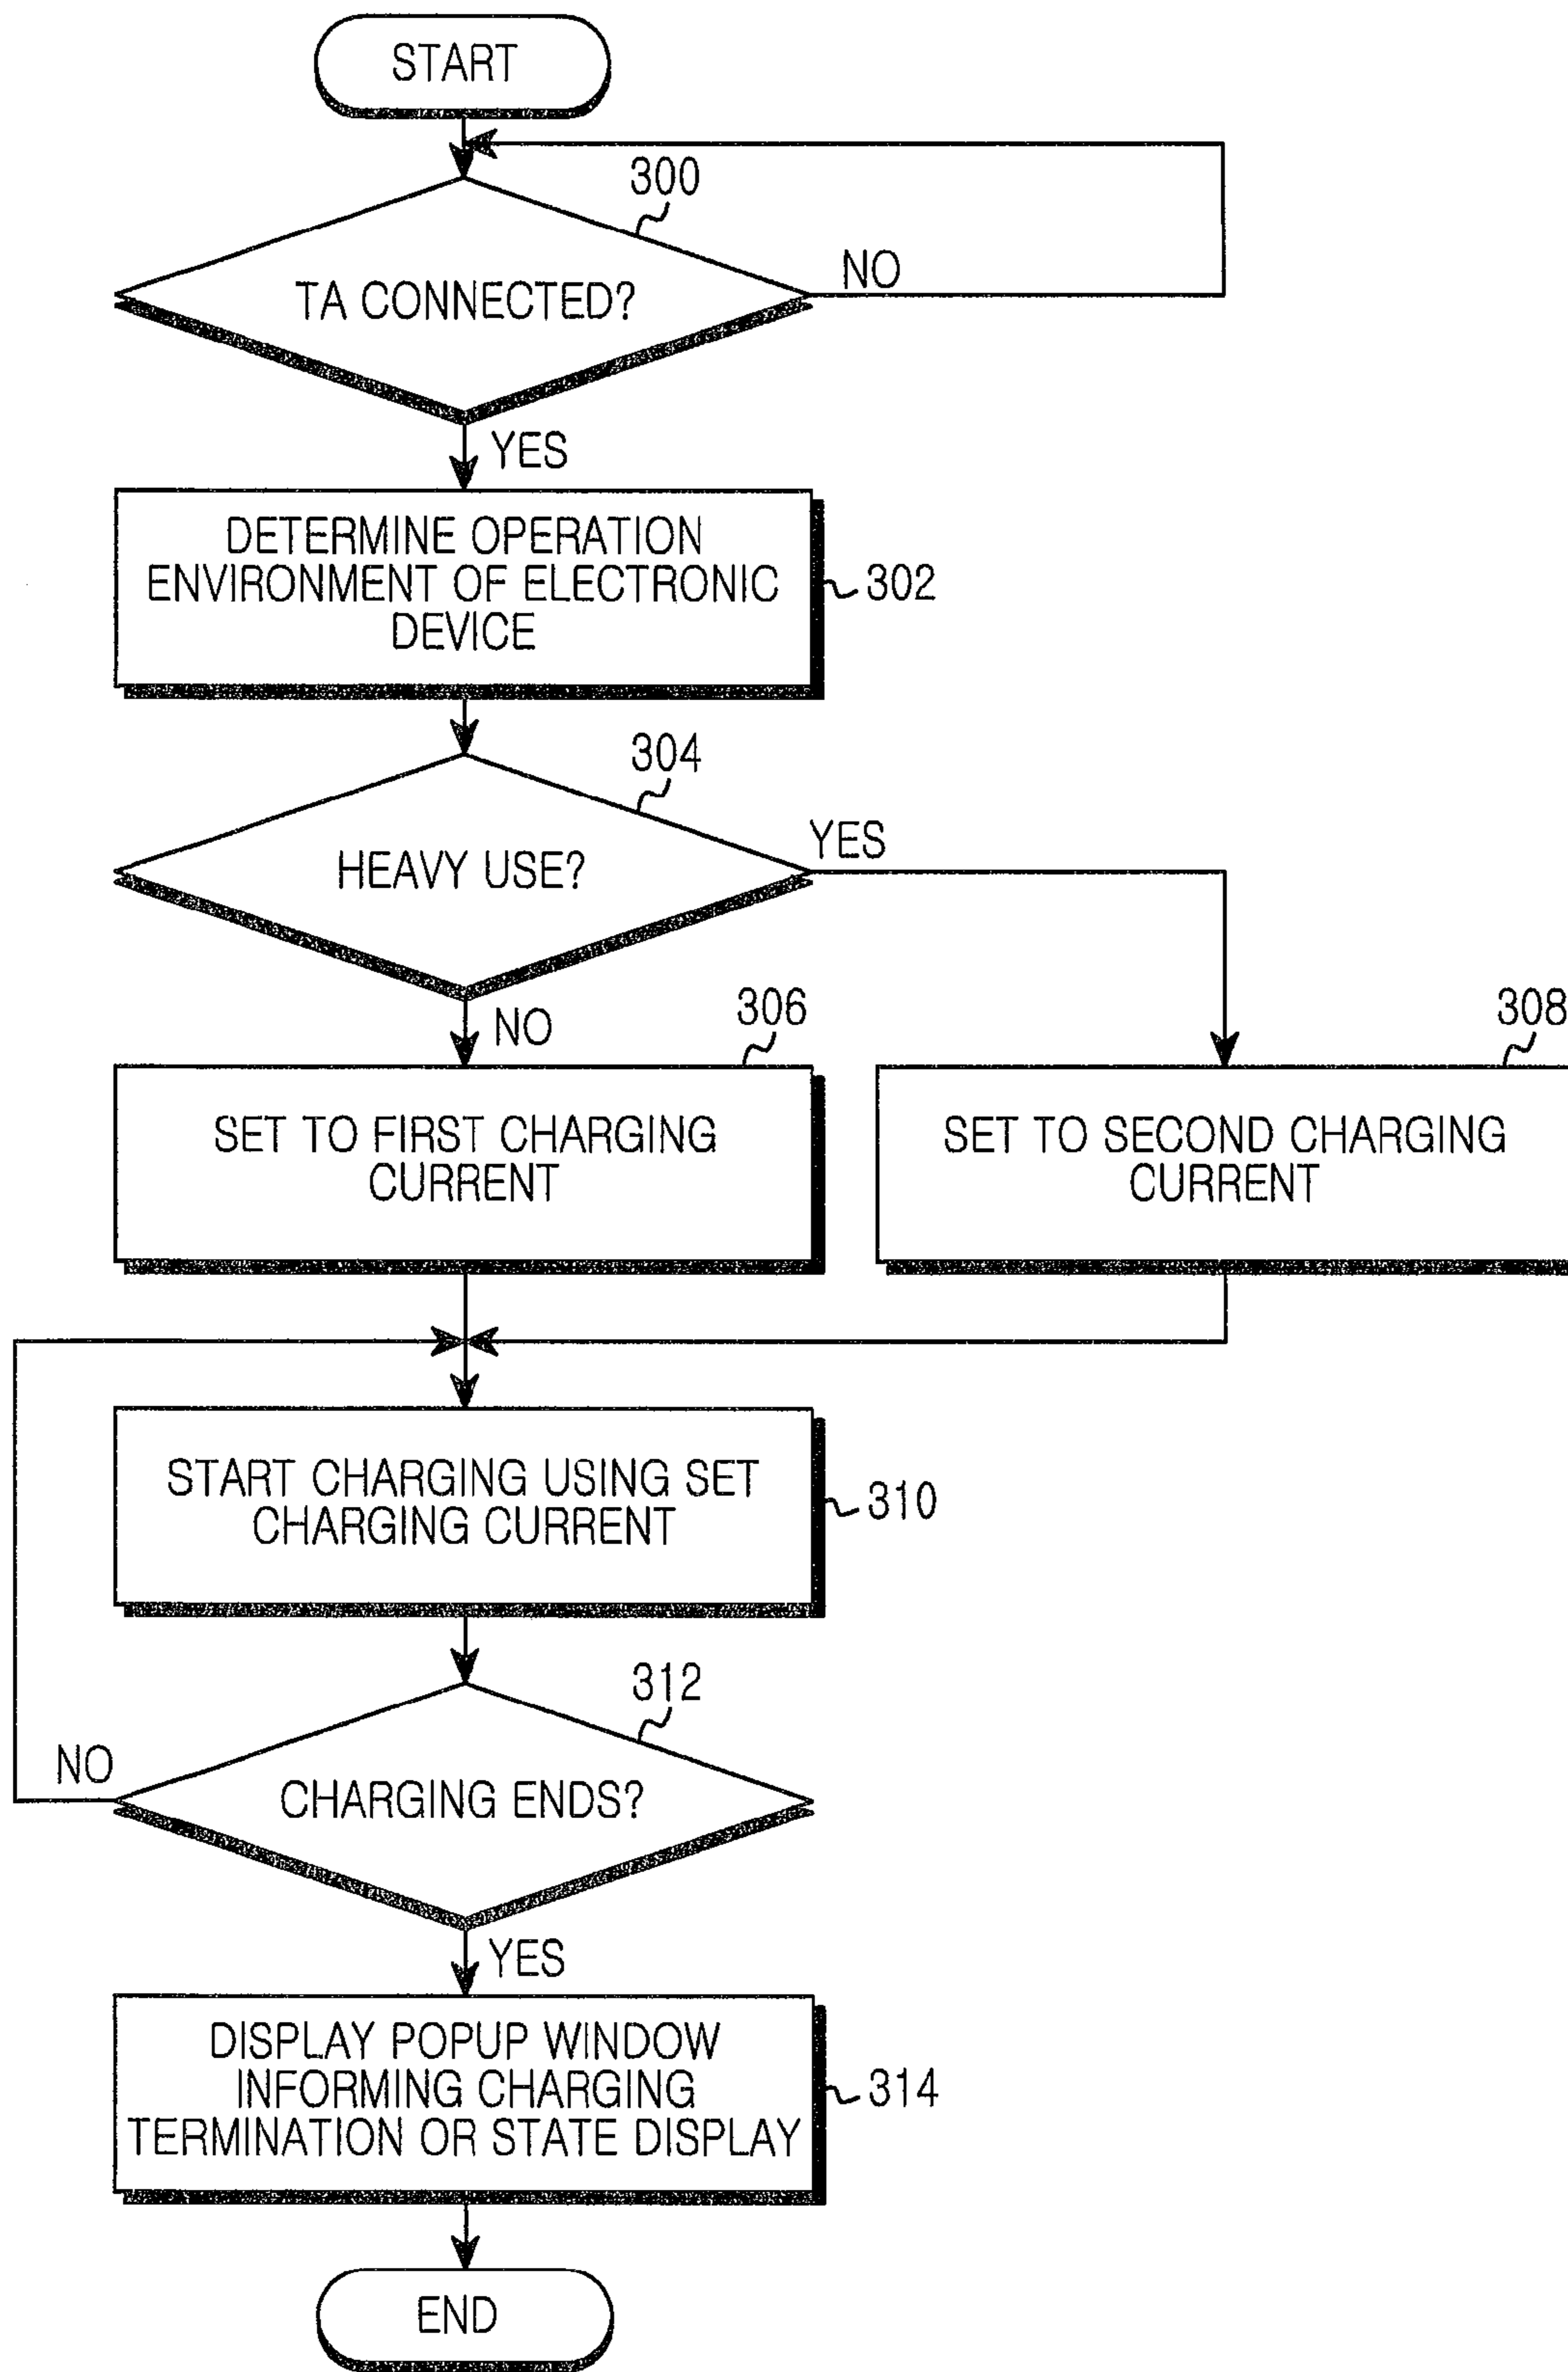 START
300
TA CONNECTED?
NO
YES
DETERMINE OPERATION
ENVIRONMENT OF ELECTRONIC
DEVICE
302
304
HEAVY USE?
YES
NO
306
308
SET TO FIRST CHARGING
CURRENT
SET TO SECOND CHARGING
CURRENT
START CHARGING USING SET
CHARGING CURRENT
310
312
NO
CHARGING ENDS?
YES
DISPLAY POPUP WINDOW
INFORMING CHARGING
TERMINATION OR STATE DISPLAY
314
END